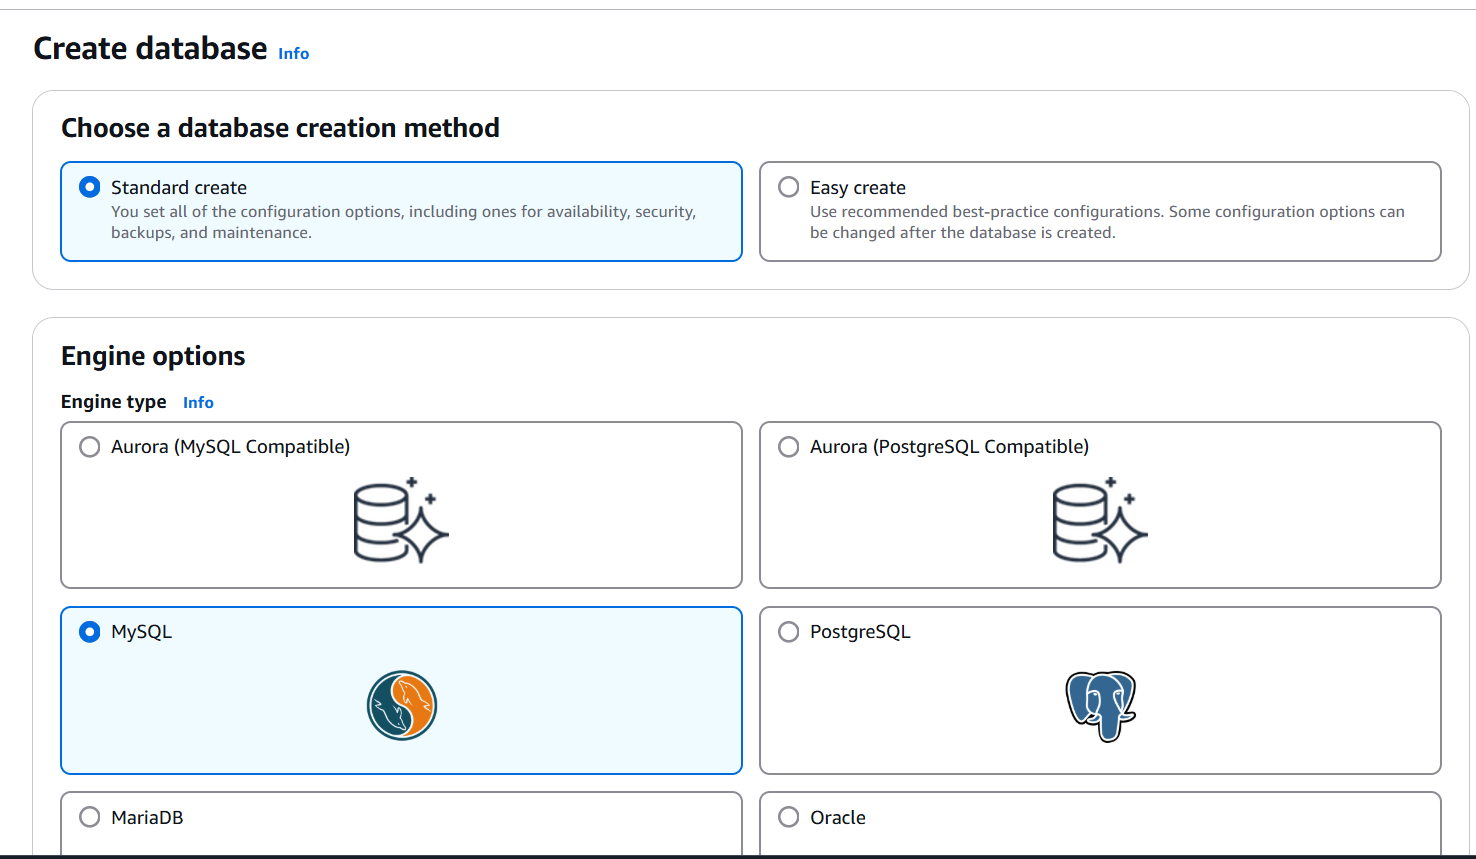 Create database Info
Choose a database creation method
Standard create
You set all of the configuration options, including ones for availability, security,
backups, and maintenance.
Easy create
Use recommended best-practice configurations. Some configuration options can
be changed after the database is created.
Engine options
Engine type Info
Aurora (MySQL Compatible)
Aurora (PostgreSQL Compatible)
MySQL
PostgreSQL
MariaDB
Oracle